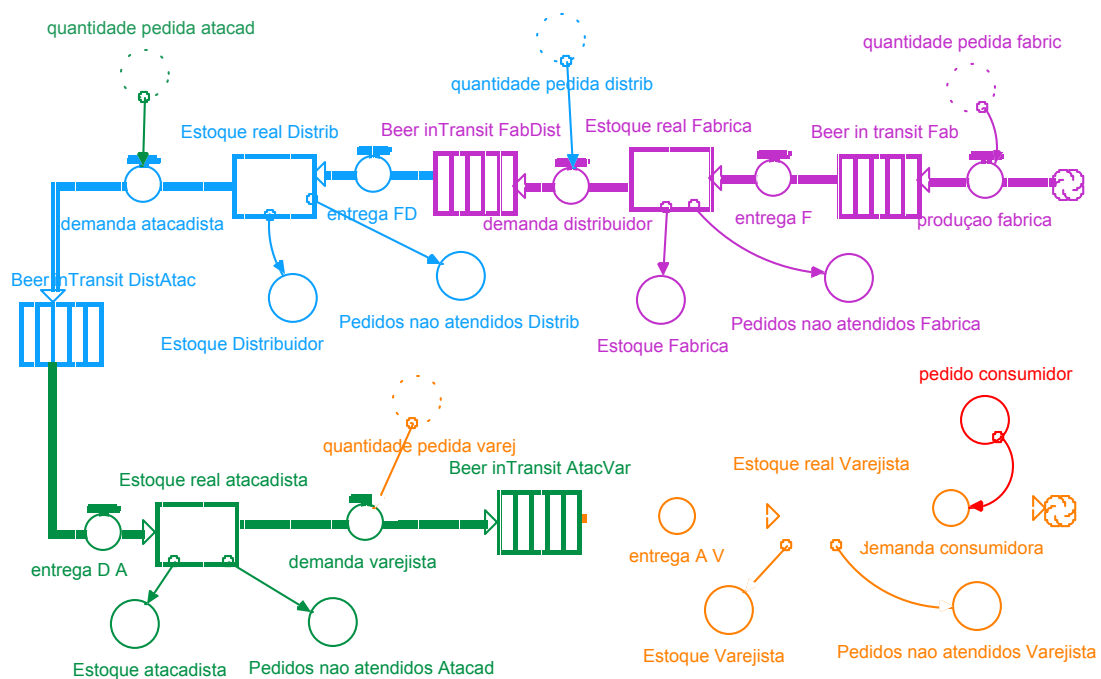 quantidade pedida atacad
quantidade pedida fabric
quantidade pedida distrib
Estoque real Distrib
Beer inTransit FabDist
Estoque real Fabrica
Beer in transit Fab
demanda atacadista
entrega FD
demanda distribuidor
entrega F
produçao fabrica
Beer inTransit DistAtac
Estoque Distribuidor
Pedidos nao atendidos Distrib
Estoque Fabrica
Pedidos nao atendidos Fabrica
pedido consumidor
quantidade pedida varej
Estoque real atacadista
Beer inTransit AtacVar
Estoque real Varejista
entrega D A
demanda varejista
entrega A V
demanda consumidora
Estoque atacadista
Pedidos nao atendidos Atacad
Estoque Varejista
Pedidos nao atendidos Varejista